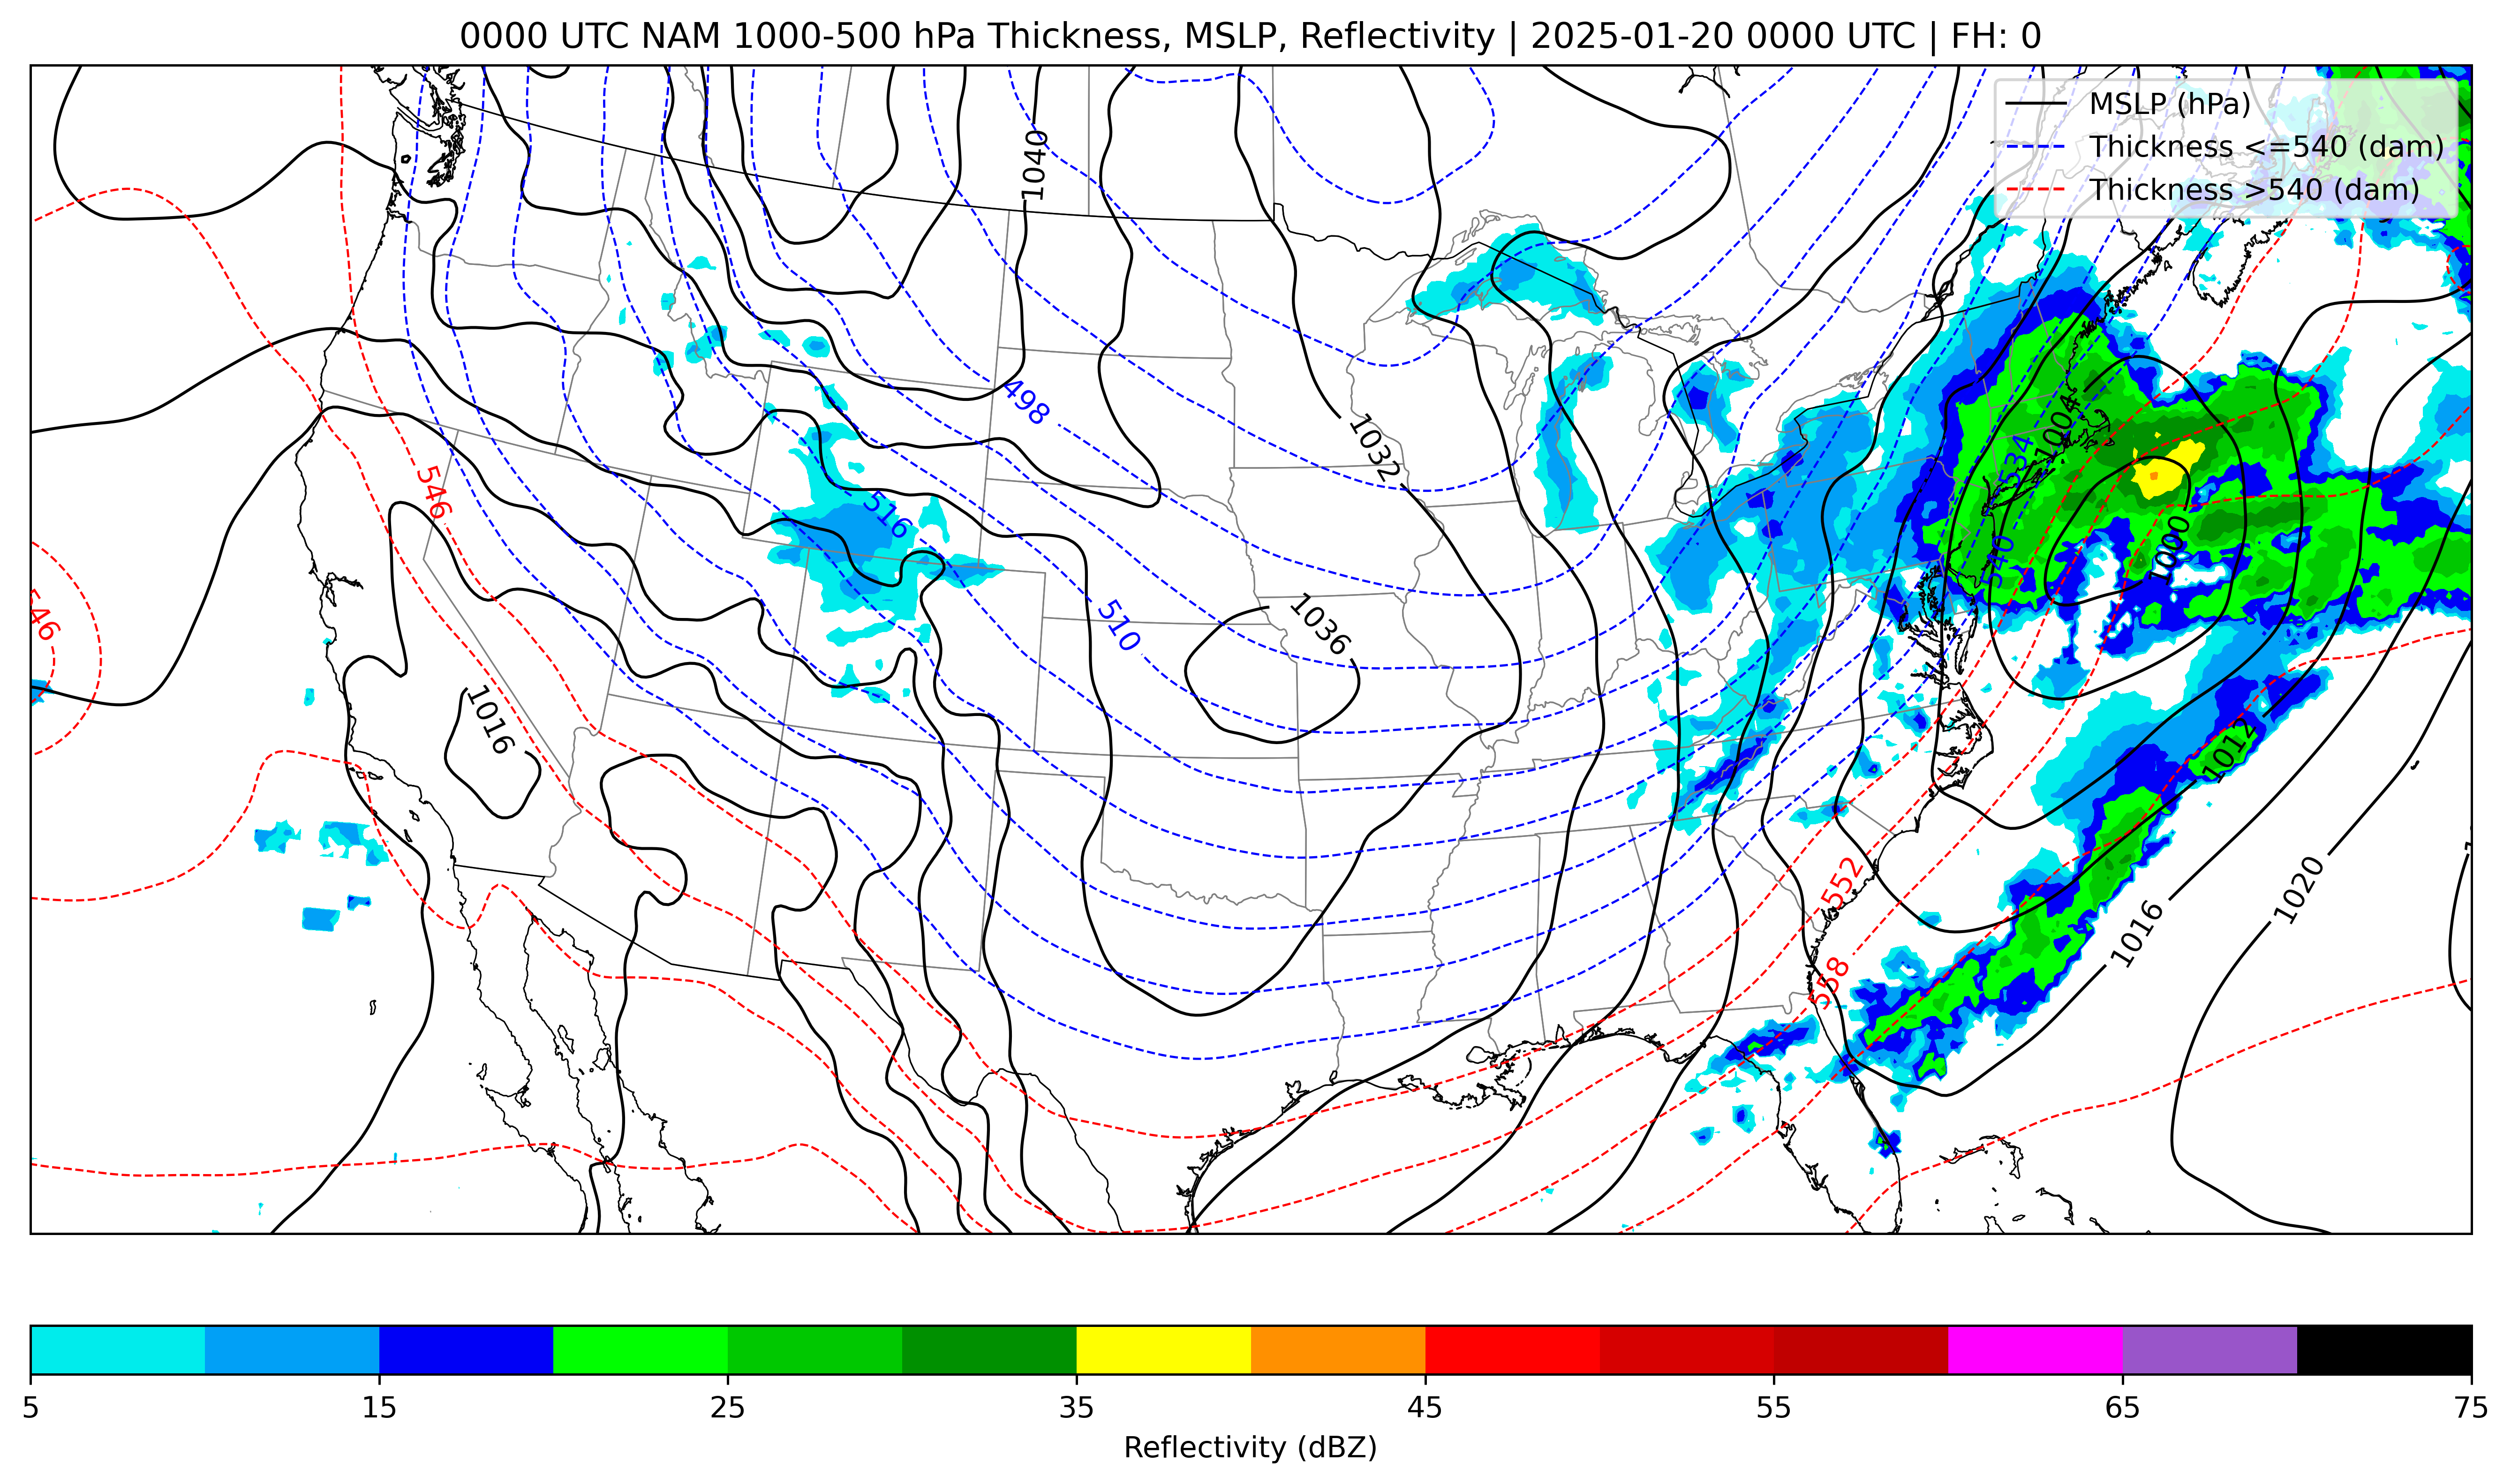 0000 UTC NAM 1000-500 hPa Thickness, MSLP, Reflectivity | 2025-01-20 0000 UTC | FH: 0
MSLP (hPa)
Thickness <=540 (dam)
Thickness >540 (dam)
1040
498
1032
1004
534
546
516
540
1000
510
1036
1016
1012
552
1020
1016
558
5 15 25 35 45 55 65 75
Reflectivity (dBZ)